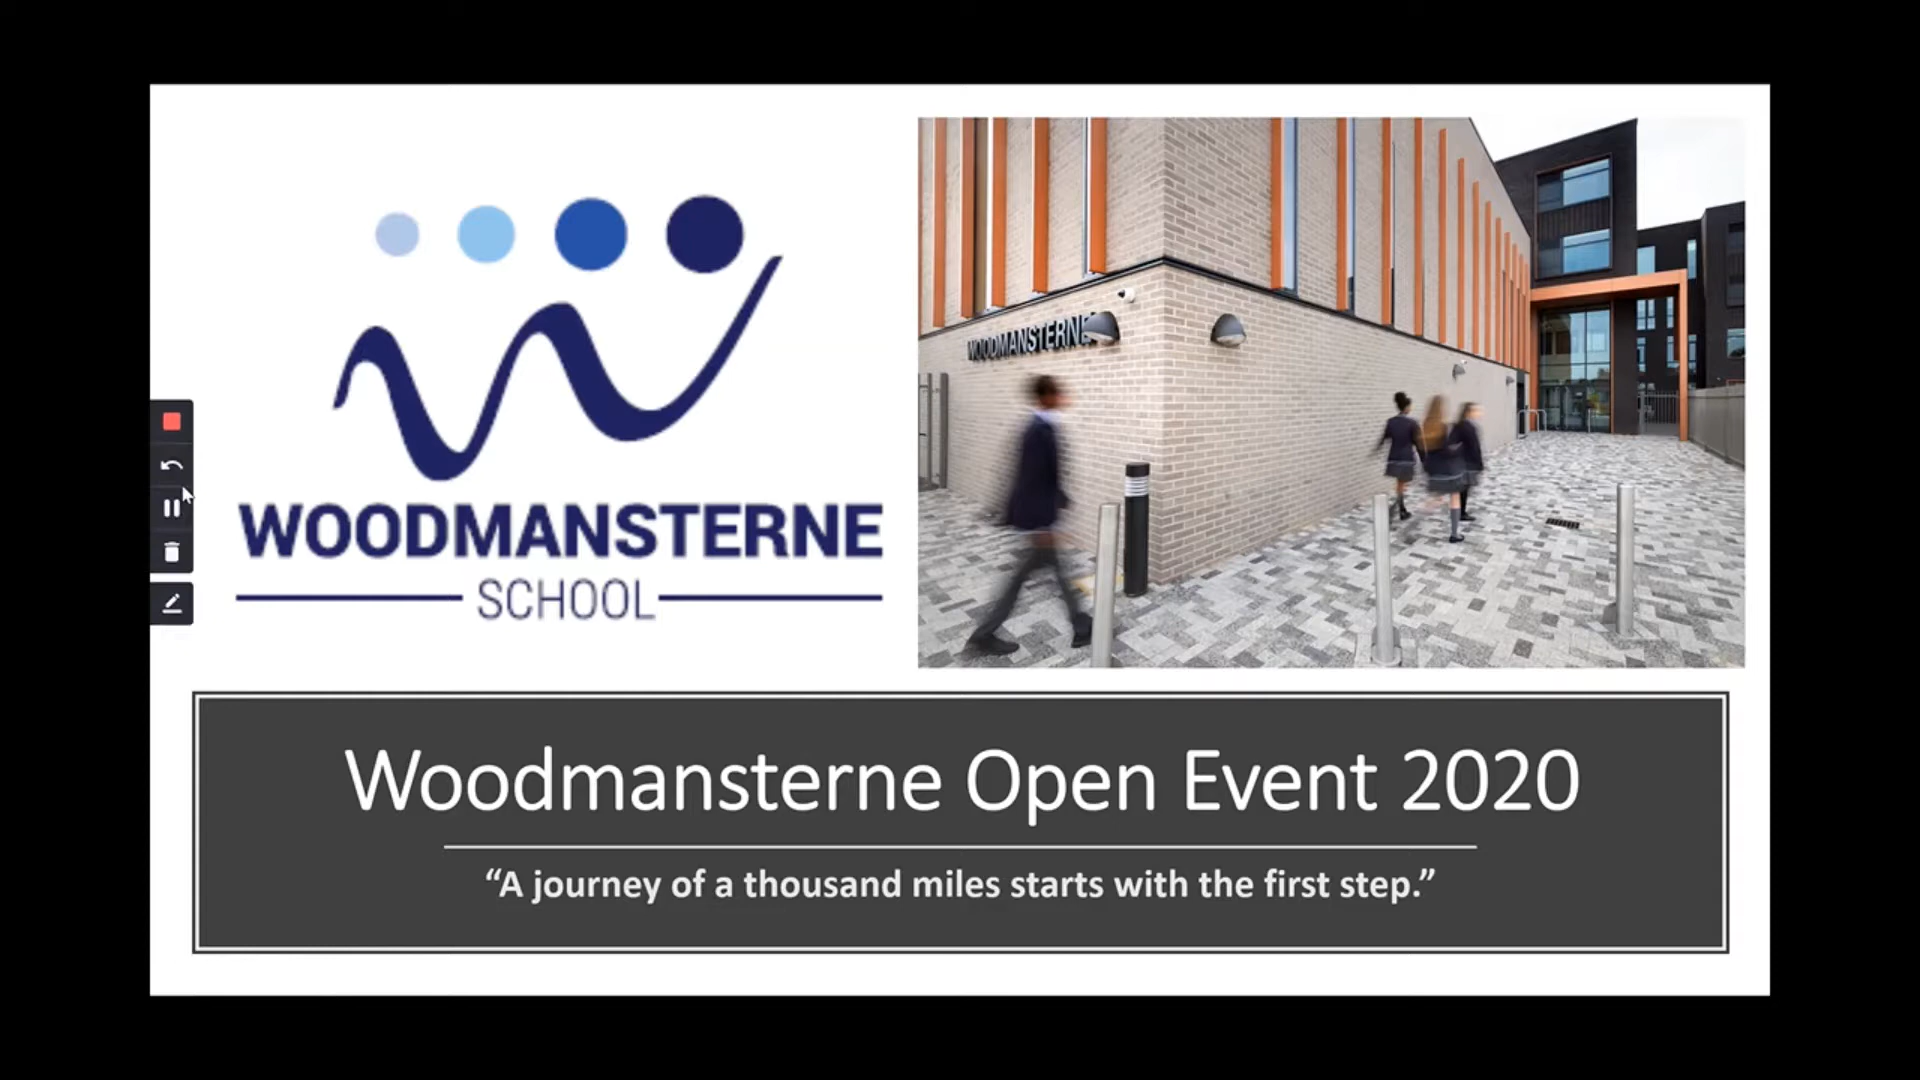 WOODMANSTERNE
SCHOOL
WOODMANSTERNE
Woodmansterne Open Event 2020
“A journey of a thousand miles starts with the first step.”